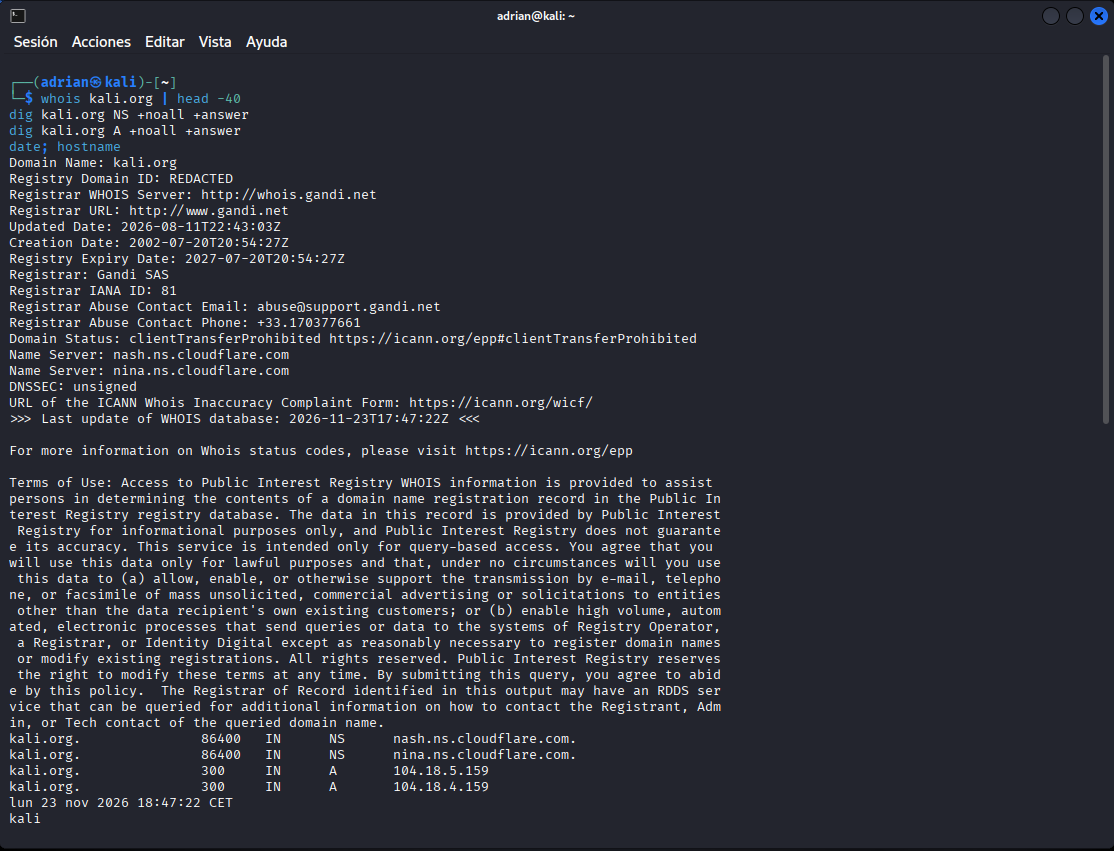 adrian@kali: ~
Sesión Acciones Editar Vista Ayuda
┌──(adrian㉿kali)-[~]
└─$ whois kali.org | head -40
dig kali.org NS +noall +answer
dig kali.org A +noall +answer
date; hostname
Domain Name: kali.org
Registry Domain ID: REDACTED
Registrar WHOIS Server: http://whois.gandi.net
Registrar URL: http://www.gandi.net
Updated Date: 2026-08-11T22:43:03Z
Creation Date: 2002-07-20T20:54:27Z
Registry Expiry Date: 2027-07-20T20:54:27Z
Registrar: Gandi SAS
Registrar IANA ID: 81
Registrar Abuse Contact Email: abuse@support.gandi.net
Registrar Abuse Contact Phone: +33.170377661
Domain Status: clientTransferProhibited https://icann.org/epp#clientTransferProhibited
Name Server: nash.ns.cloudflare.com
Name Server: nina.ns.cloudflare.com
DNSSEC: unsigned
URL of the ICANN Whois Inaccuracy Complaint Form: https://icann.org/wicf/
>>> Last update of WHOIS database: 2026-11-23T17:47:22Z <<<
For more information on Whois status codes, please visit https://icann.org/epp
Terms of Use: Access to Public Interest Registry WHOIS information is provided to assist
persons in determining the contents of a domain name registration record in the Public In
terest Registry registry database. The data in this record is provided by Public Interest
 Registry for informational purposes only, and Public Interest Registry does not guarante
e its accuracy. This service is intended only for query-based access. You agree that you
will use this data only for lawful purposes and that, under no circumstances will you use
 this data to (a) allow, enable, or otherwise support the transmission by e-mail, telepho
ne, or facsimile of mass unsolicited, commercial advertising or solicitations to entities
 other than the data recipient's own existing customers; or (b) enable high volume, autom
ated, electronic processes that send queries or data to the systems of Registry Operator,
 a Registrar, or Identity Digital except as reasonably necessary to register domain names
 or modify existing registrations. All rights reserved. Public Interest Registry reserves
 the right to modify these terms at any time. By submitting this query, you agree to abid
e by this policy.  The Registrar of Record identified in this output may have an RDDS ser
vice that can be queried for additional information on how to contact the Registrant, Adm
in, or Tech contact of the queried domain name.
kali.org.               86400   IN      NS      nash.ns.cloudflare.com.
kali.org.               86400   IN      NS      nina.ns.cloudflare.com.
kali.org.               300     IN      A       104.18.5.159
kali.org.               300     IN      A       104.18.4.159
lun 23 nov 2026 18:47:22 CET
kali